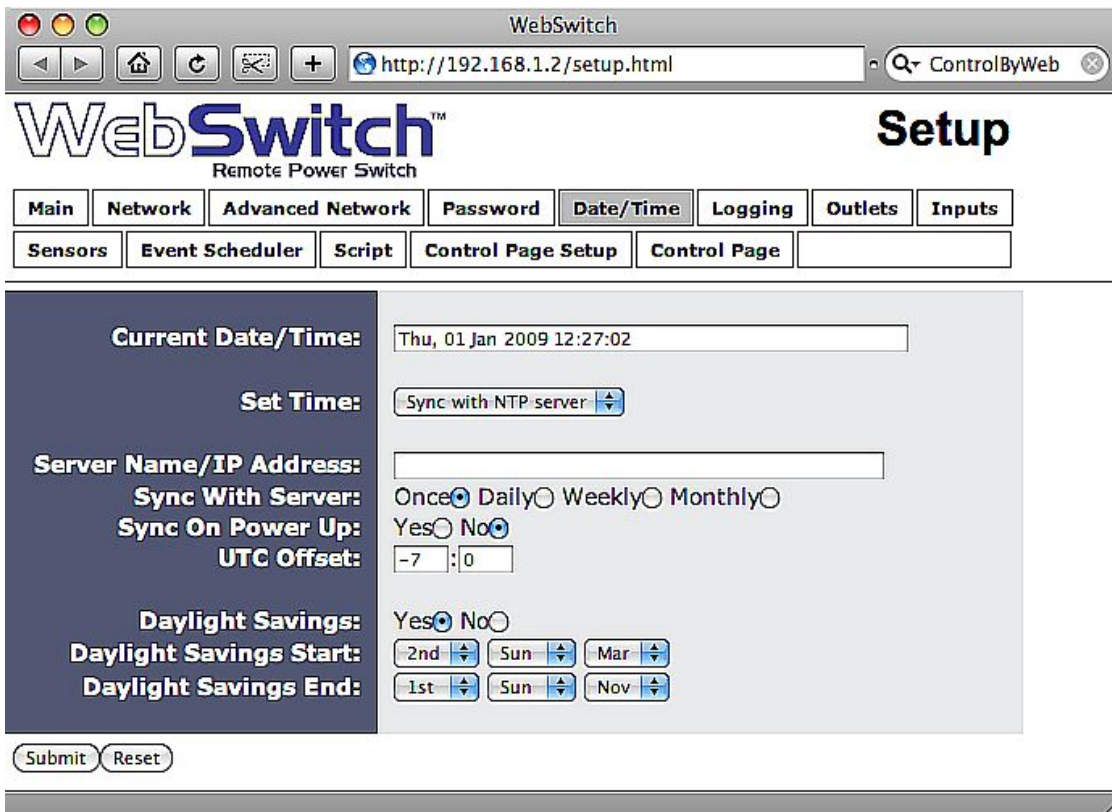 WebSwitch
http://192.168.1.2/setup.html ControlByWeb
WebSwitch™ Setup
Remote Power Switch
Main Network Advanced Network Password Date/Time Logging Outlets Inputs
Sensors Event Scheduler Script Control Page Setup Control Page
Current Date/Time: Thu, 01 Jan 2009 12:27:02
Set Time: Sync with NTP server
Server Name/IP Address:
Sync With Server: Once Daily Weekly Monthly
Sync On Power Up: Yes No
UTC Offset: -7 : 0
Daylight Savings: Yes No
Daylight Savings Start: 2nd Sun Mar
Daylight Savings End: 1st Sun Nov
Submit Reset